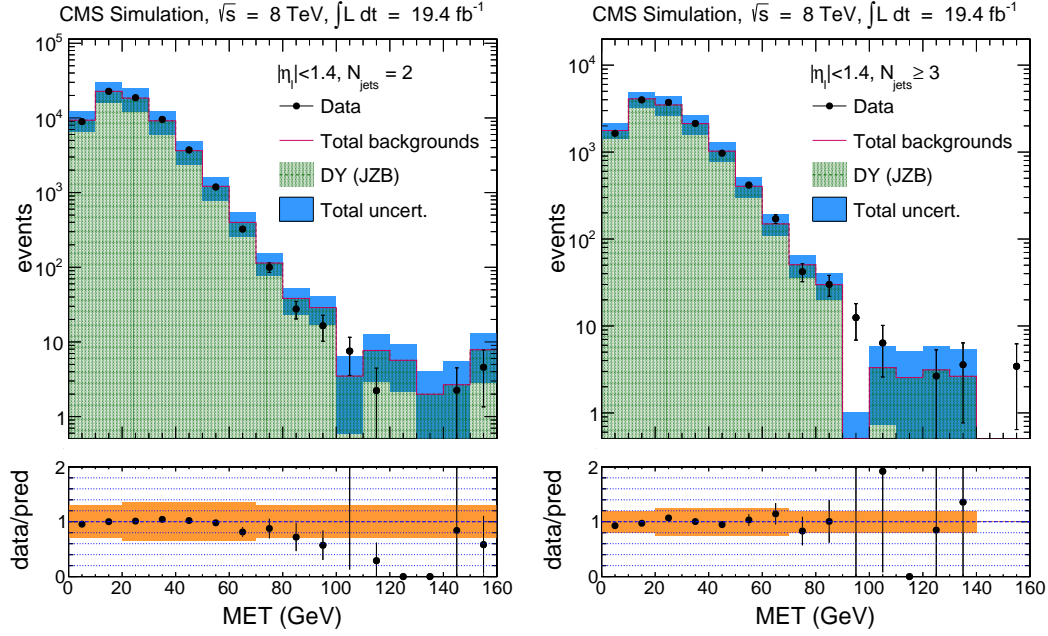 CMS Simulation, √s = 8 TeV, ∫L dt = 19.4 fb⁻¹
|η_l|<1.4, N_jets = 2
Data
Total backgrounds
DY (JZB)
Total uncert.
events
10⁵
10⁴
10³
10²
10
1
data/pred
2
1
0
0 20 40 60 80 100 120 140 160
MET (GeV)
CMS Simulation, √s = 8 TeV, ∫L dt = 19.4 fb⁻¹
|η_l|<1.4, N_jets ≥ 3
Data
Total backgrounds
DY (JZB)
Total uncert.
events
10⁴
10³
10²
10
1
data/pred
2
1
0
0 20 40 60 80 100 120 140 160
MET (GeV)